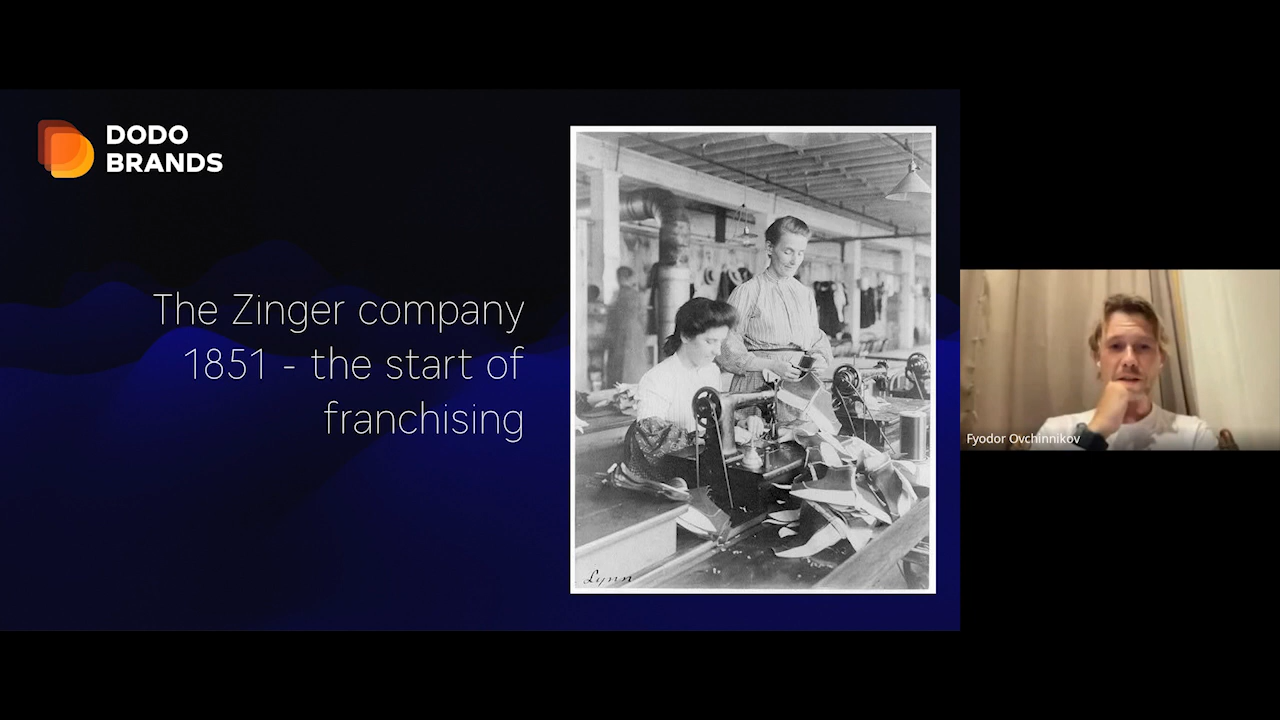 DODO
BRANDS
The Zinger company
1851 - the start of
franchising
Lynn
Fyodor Ovchinnikov